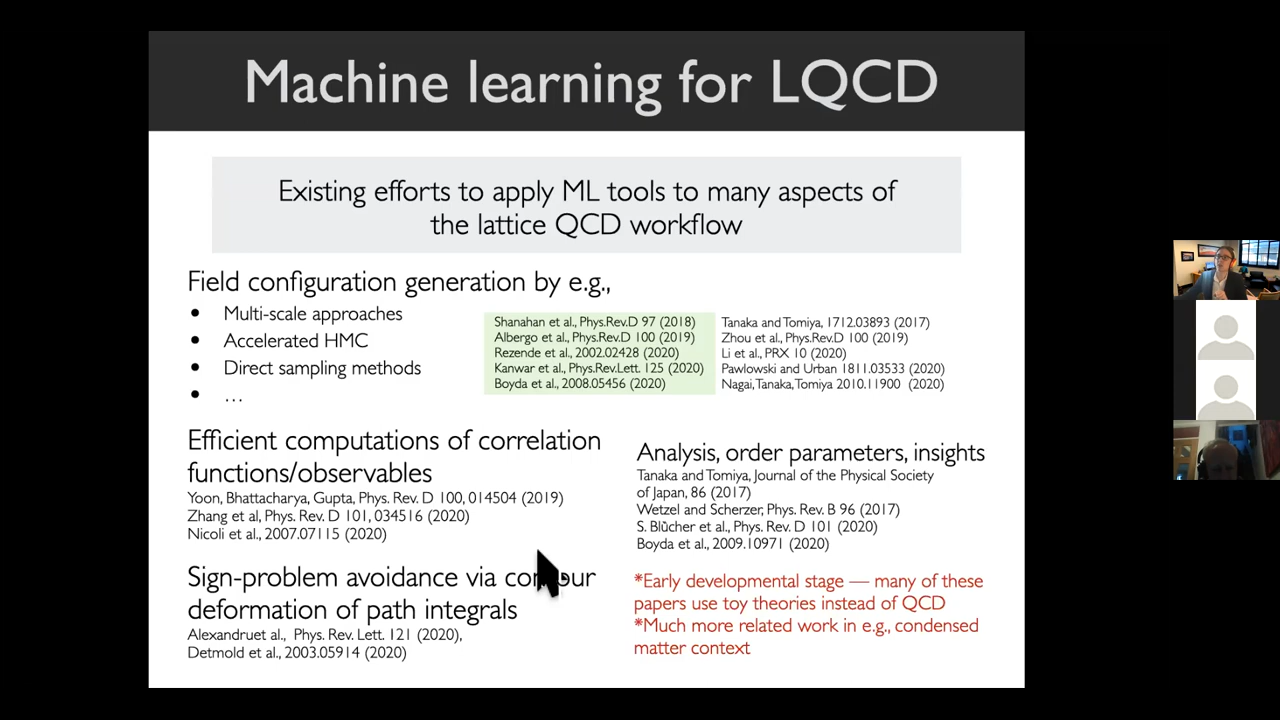 Machine learning for LQCD
Existing efforts to apply ML tools to many aspects of
the lattice QCD workflow
Field configuration generation by e.g.,
• Multi-scale approaches
• Accelerated HMC
• Direct sampling methods
• …
Shanahan et al., Phys.Rev.D 97 (2018)
Albergo et al., Phys.Rev.D 100 (2019)
Rezende et al., 2002.02428 (2020)
Kanwar et al., Phys.Rev.Lett. 125 (2020)
Boyda et al., 2008.05456 (2020)
Tanaka and Tomiya, 1712.03893 (2017)
Zhou et al., Phys.Rev.D 100 (2019)
Li et al., PRX 10 (2020)
Pawlowski and Urban 1811.03533 (2020)
Nagai, Tanaka, Tomiya 2010.11900 (2020)
Efficient computations of correlation
functions/observables
Yoon, Bhattacharya, Gupta, Phys. Rev. D 100, 014504 (2019)
Zhang et al, Phys. Rev. D 101, 034516 (2020)
Nicoli et al., 2007.07115 (2020)
Sign-problem avoidance via
deformation of path integrals
Alexandruet al., Phys. Rev. Lett. 121 (2020),
Detmold et al., 2003.05914 (2020)
Analysis, order parameters, insights
Tanaka and Tomiya, Journal of the Physical Society
of Japan, 86 (2017)
Wetzel and Scherzer, Phys. Rev. B 96 (2017)
S. Blücher et al., Phys. Rev. D 101 (2020)
Boyda et al., 2009.10971 (2020)
*Early developmental stage — many of these
papers use toy theories instead of QCD
*Much more related work in e.g., condensed
matter context